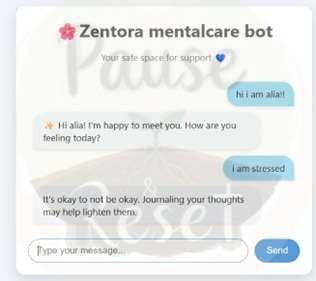 🌸 Zentora mentalcare bot
Your safe space for support 💙
hi i am alia!!
✨ Hi alia! I'm happy to meet you. How are you
feeling today?
i am stressed
It's okay to not be okay. Journaling your thoughts
may help lighten them.
Type your message...
Send
Pause
&
Reset